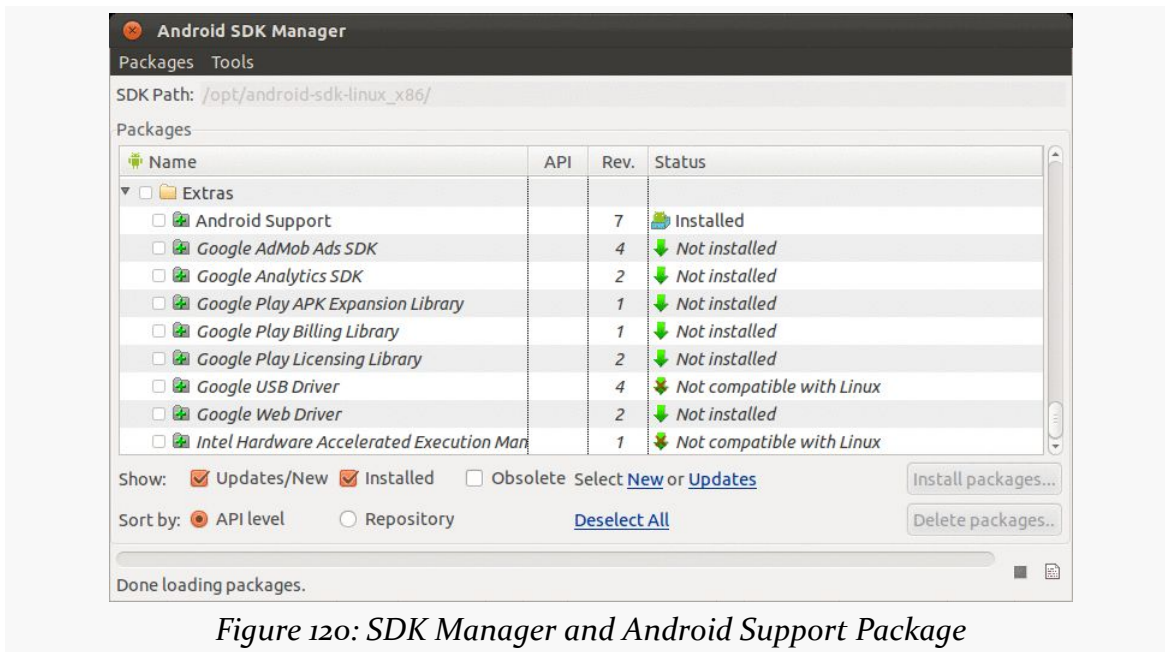 Android SDK Manager
Packages Tools
SDK Path: /opt/android-sdk-linux_x86/
Packages
Name API Rev. Status
Extras
Android Support 7 Installed
Google AdMob Ads SDK 4 Not installed
Google Analytics SDK 2 Not installed
Google Play APK Expansion Library 1 Not installed
Google Play Billing Library 1 Not installed
Google Play Licensing Library 2 Not installed
Google USB Driver 4 Not compatible with Linux
Google Web Driver 2 Not installed
Intel Hardware Accelerated Execution Man 1 Not compatible with Linux
Show: Updates/New Installed Obsolete Select New or Updates Install packages...
Sort by: API level Repository Deselect All Delete packages..
Done loading packages.
Figure 120: SDK Manager and Android Support Package